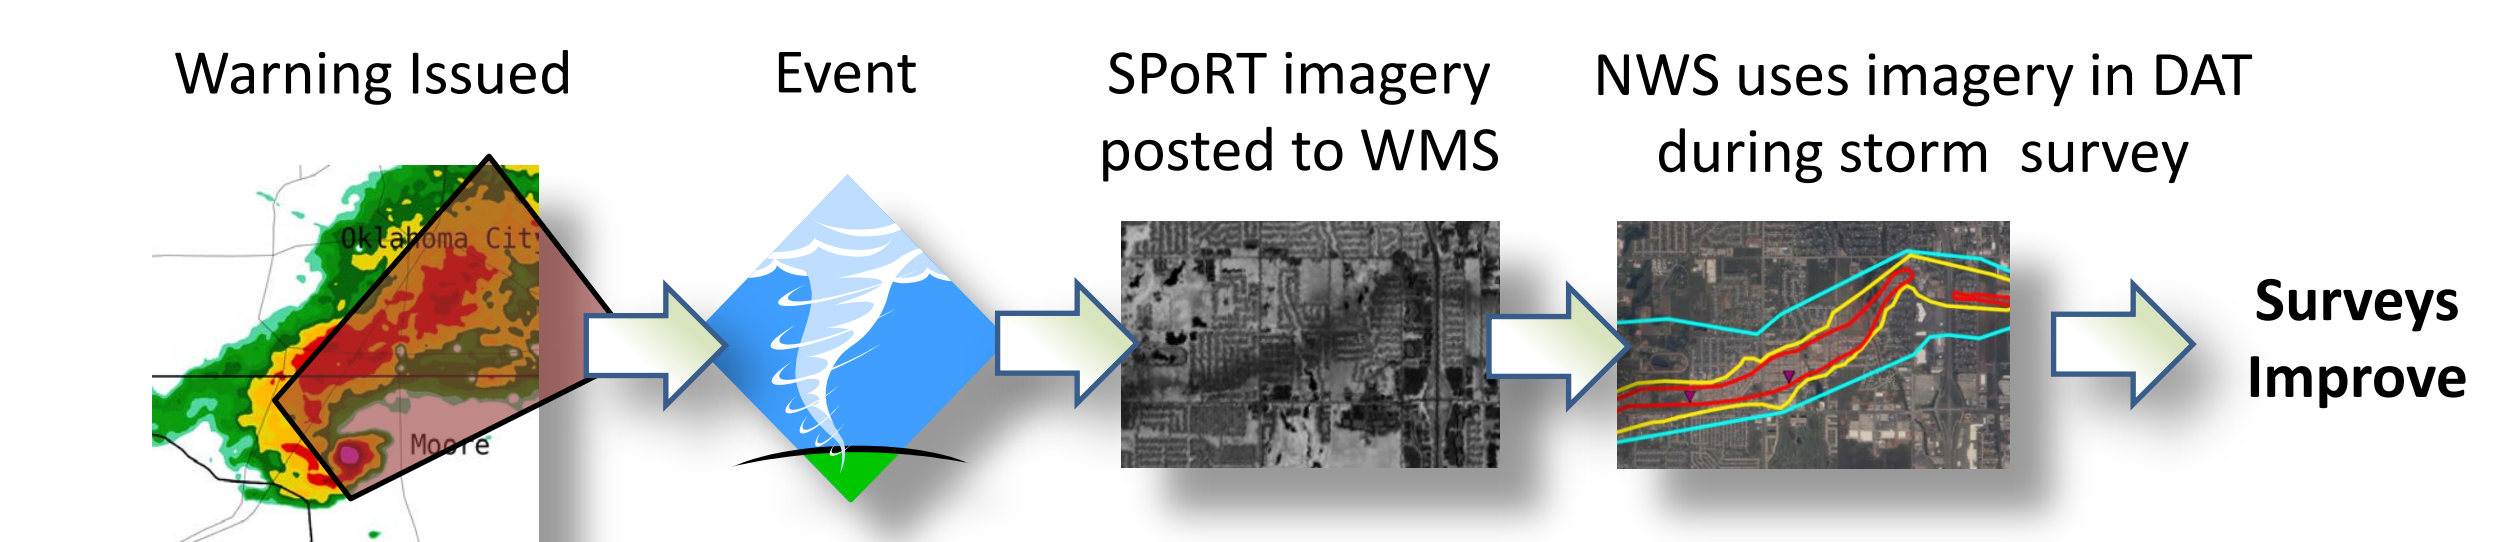 Warning Issued
Event
SPoRT imagery
posted to WMS
NWS uses imagery in DAT
during storm survey
Oklahoma City
Moore
Surveys
Improve